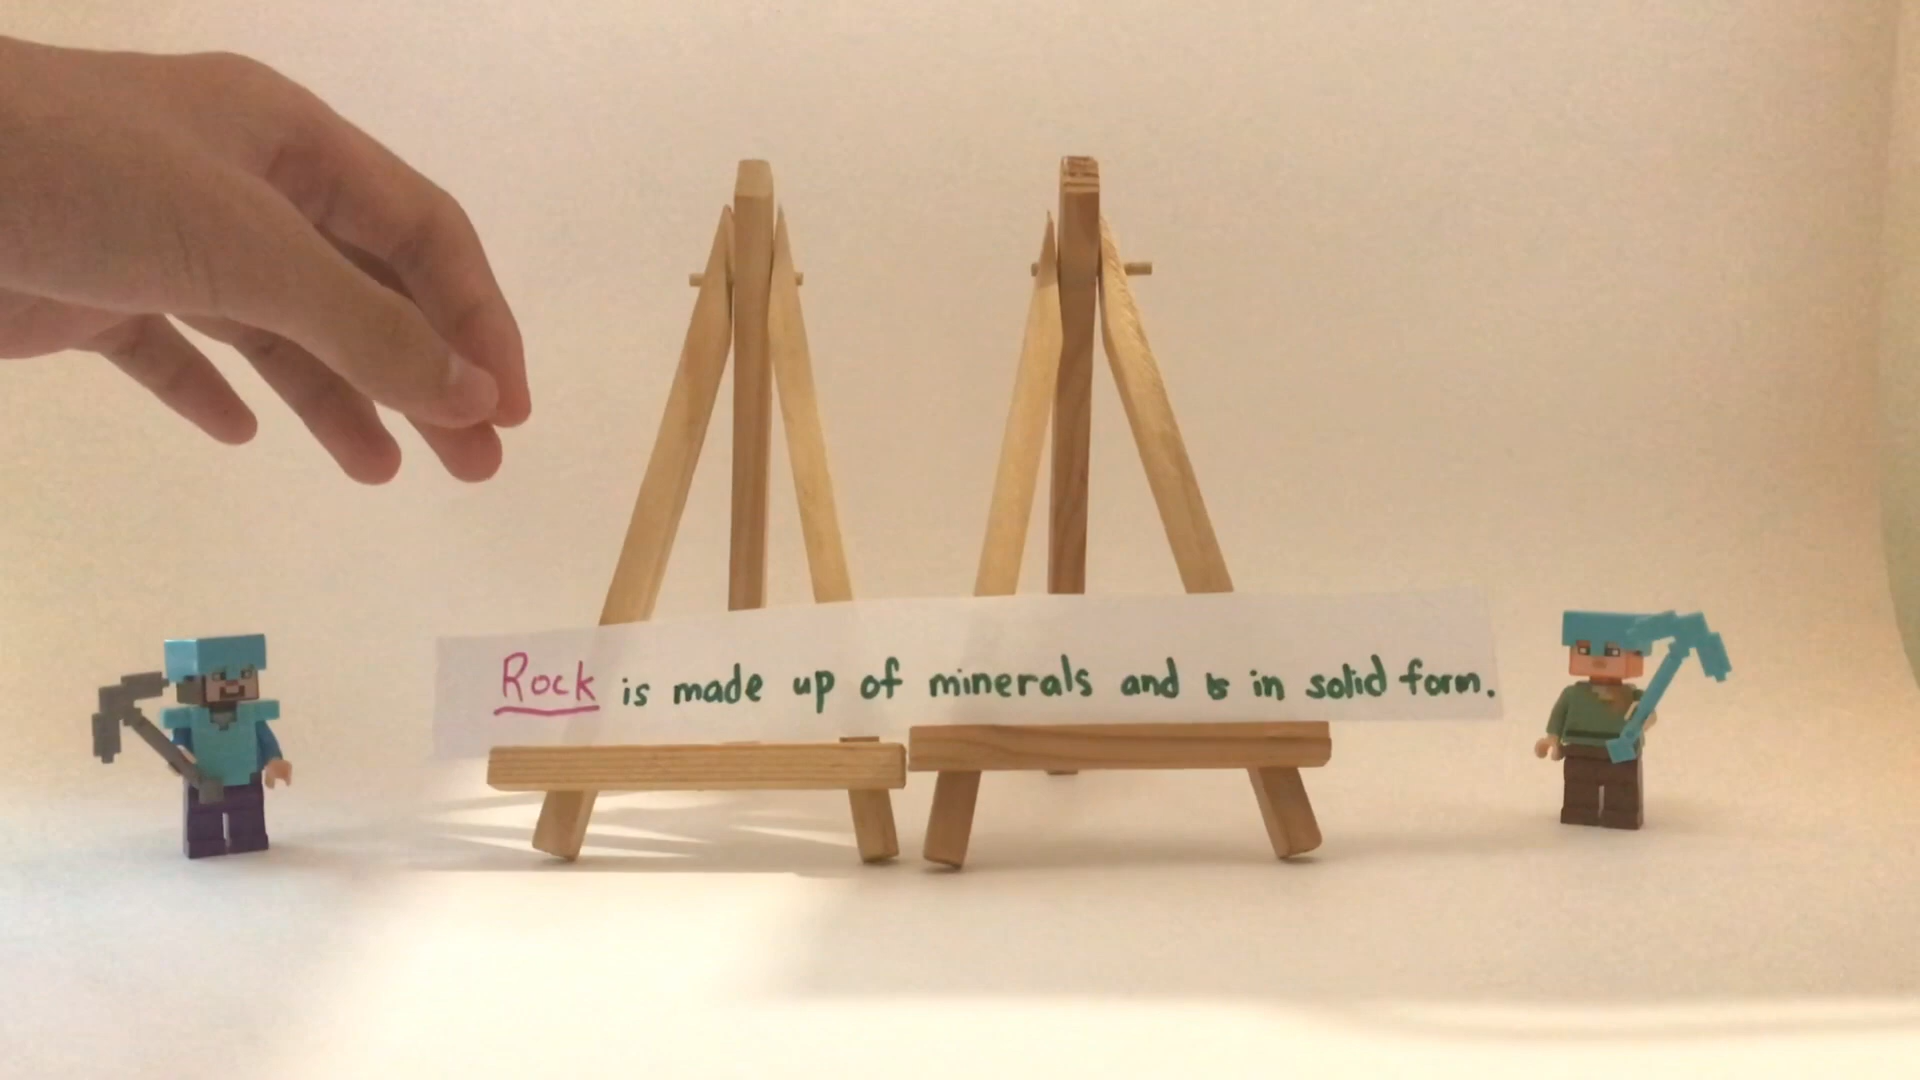 Rock is made up of minerals and is in solid form.